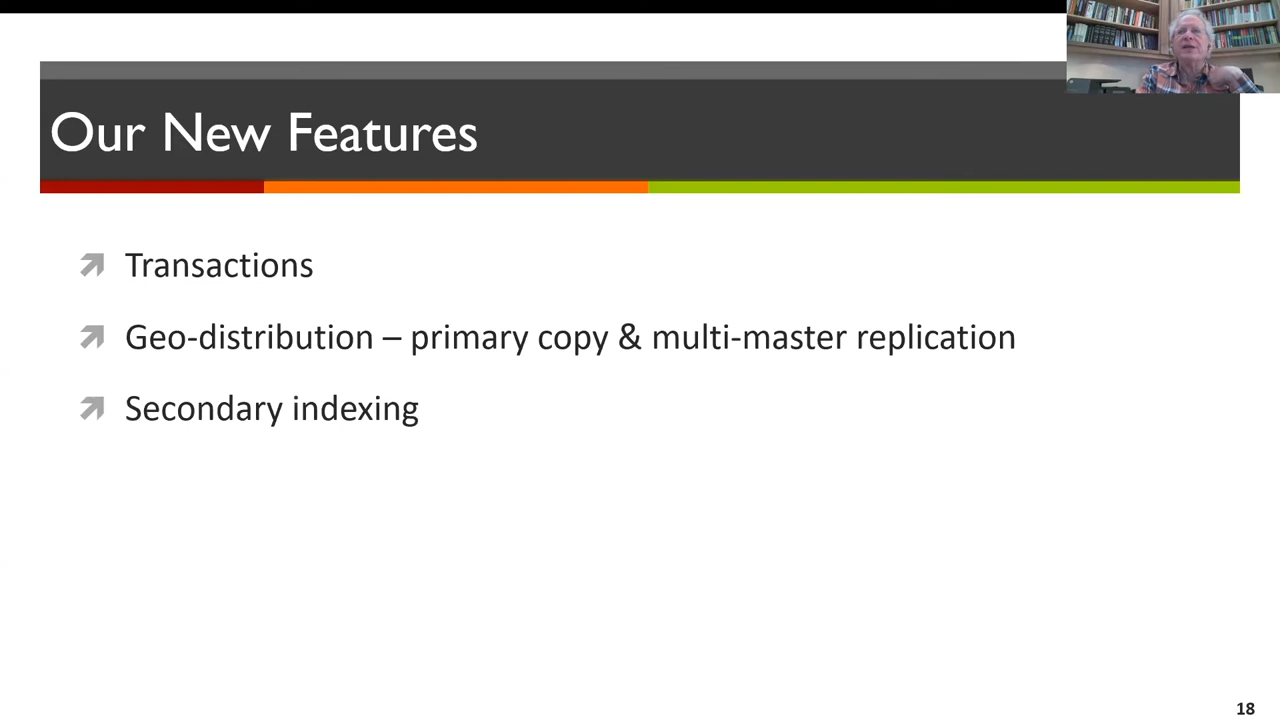 Our New Features
Transactions
Geo-distribution – primary copy & multi-master replication
Secondary indexing
18